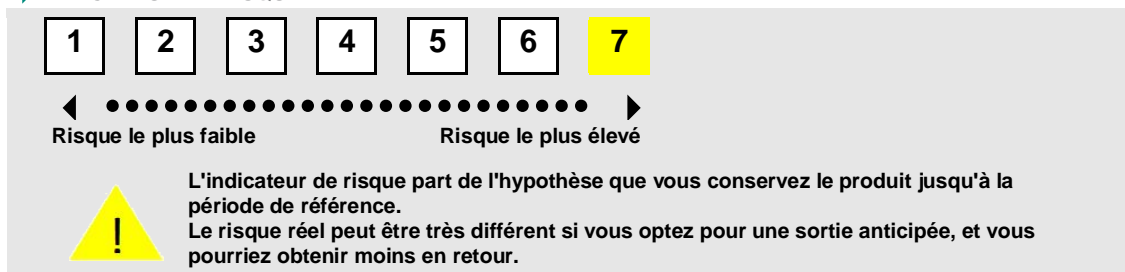 1 2 3 4 5 6 7
Risque le plus faible Risque le plus élevé
L'indicateur de risque part de l'hypothèse que vous conservez le produit jusqu'à la
période de référence.
Le risque réel peut être très différent si vous optez pour une sortie anticipée, et vous
pourriez obtenir moins en retour.
!